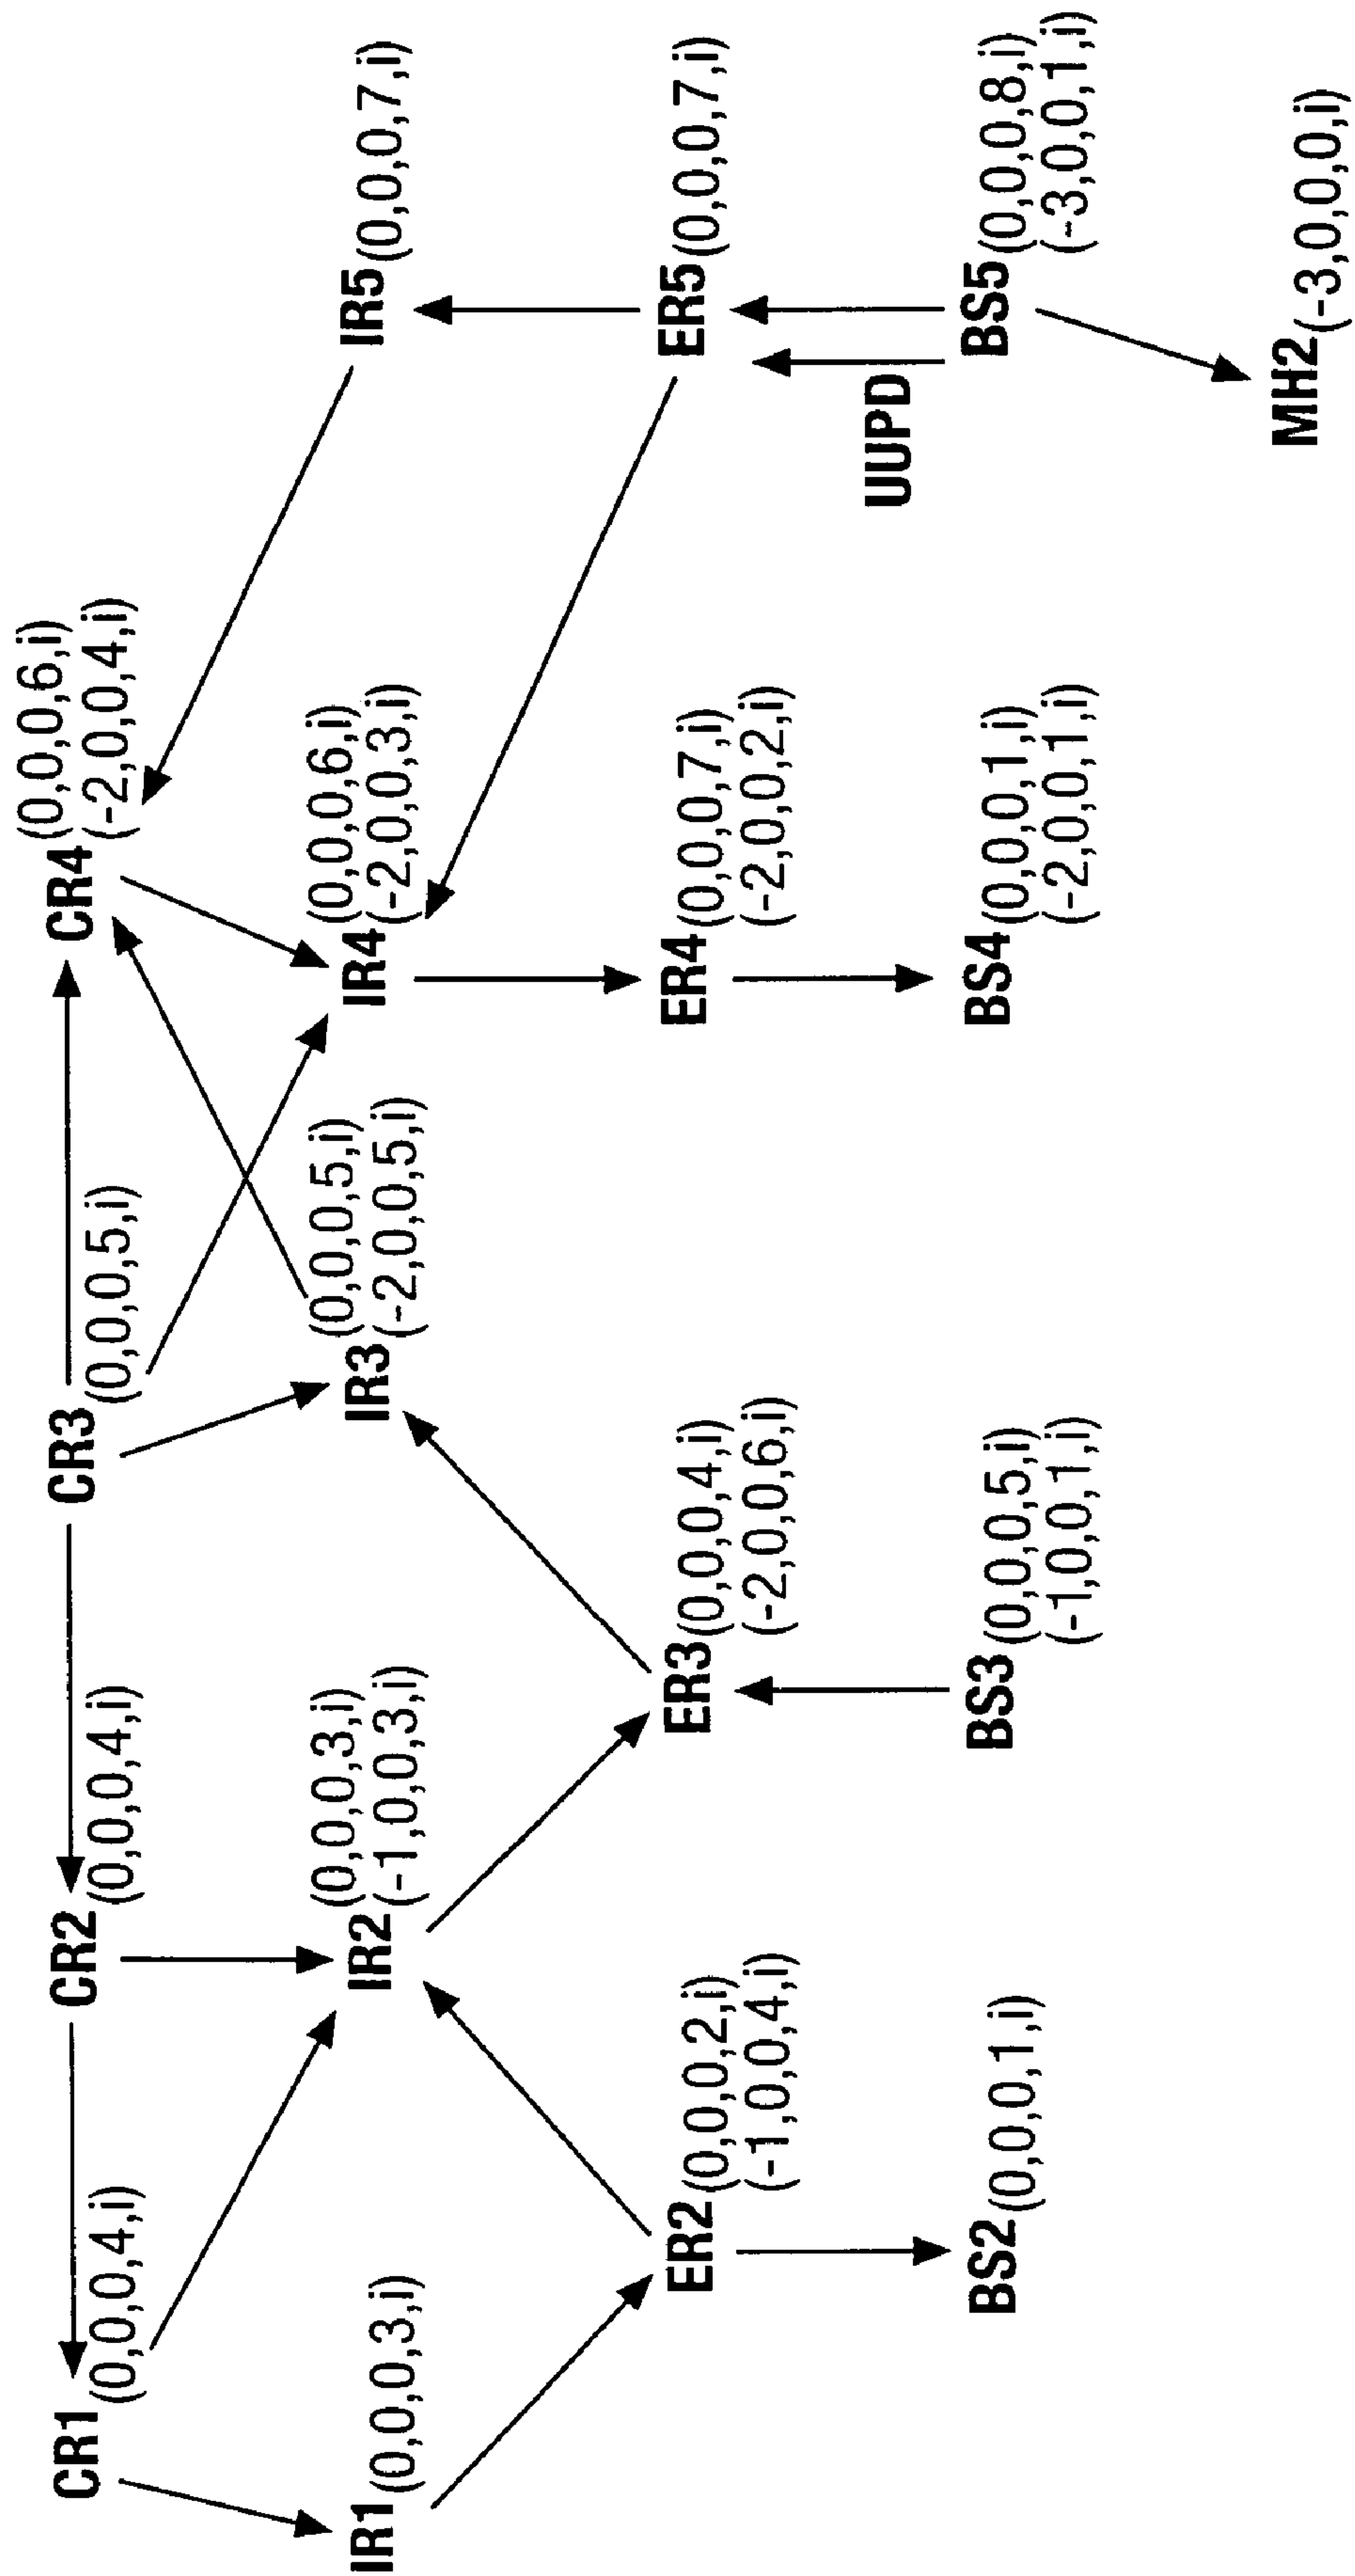 CR1
(0,0,0,4,i)
CR2
(0,0,0,4,i)
CR3
(0,0,0,5,i)
CR4
(0,0,0,6,i)
(-2,0,0,4,i)
IR1
(0,0,0,3,i)
IR2
(0,0,0,3,i)
(-1,0,0,3,i)
IR3
(0,0,0,5,i)
(-2,0,0,5,i)
IR4
(0,0,0,6,i)
(-2,0,0,3,i)
IR5
(0,0,0,7,i)
ER2
(0,0,0,2,i)
(-1,0,0,4,i)
ER3
(0,0,0,4,i)
(-2,0,0,6,i)
ER4
(0,0,0,7,i)
(-2,0,0,2,i)
ER5
(0,0,0,7,i)
UUPD
BS2
(0,0,0,1,i)
BS3
(0,0,0,5,i)
(-1,0,0,1,i)
BS4
(0,0,0,1,i)
(-2,0,0,1,i)
BS5
(0,0,0,8,i)
(-3,0,0,1,i)
MH2
(-3,0,0,0,i)